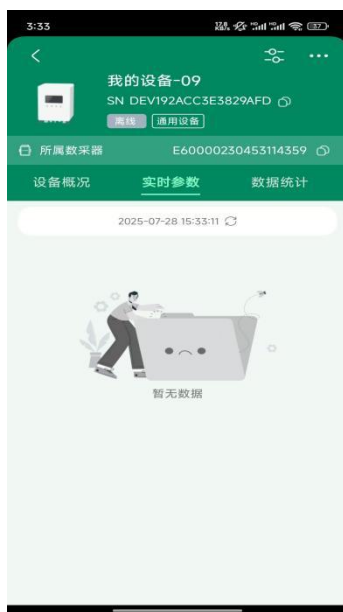 3:33
37
我的设备-09
SN DEV192ACC3E3829AFD
离线 通用设备
所属数采器 E60000230453114359
设备概况 实时参数 数据统计
2025-07-28 15:33:11
暂无数据